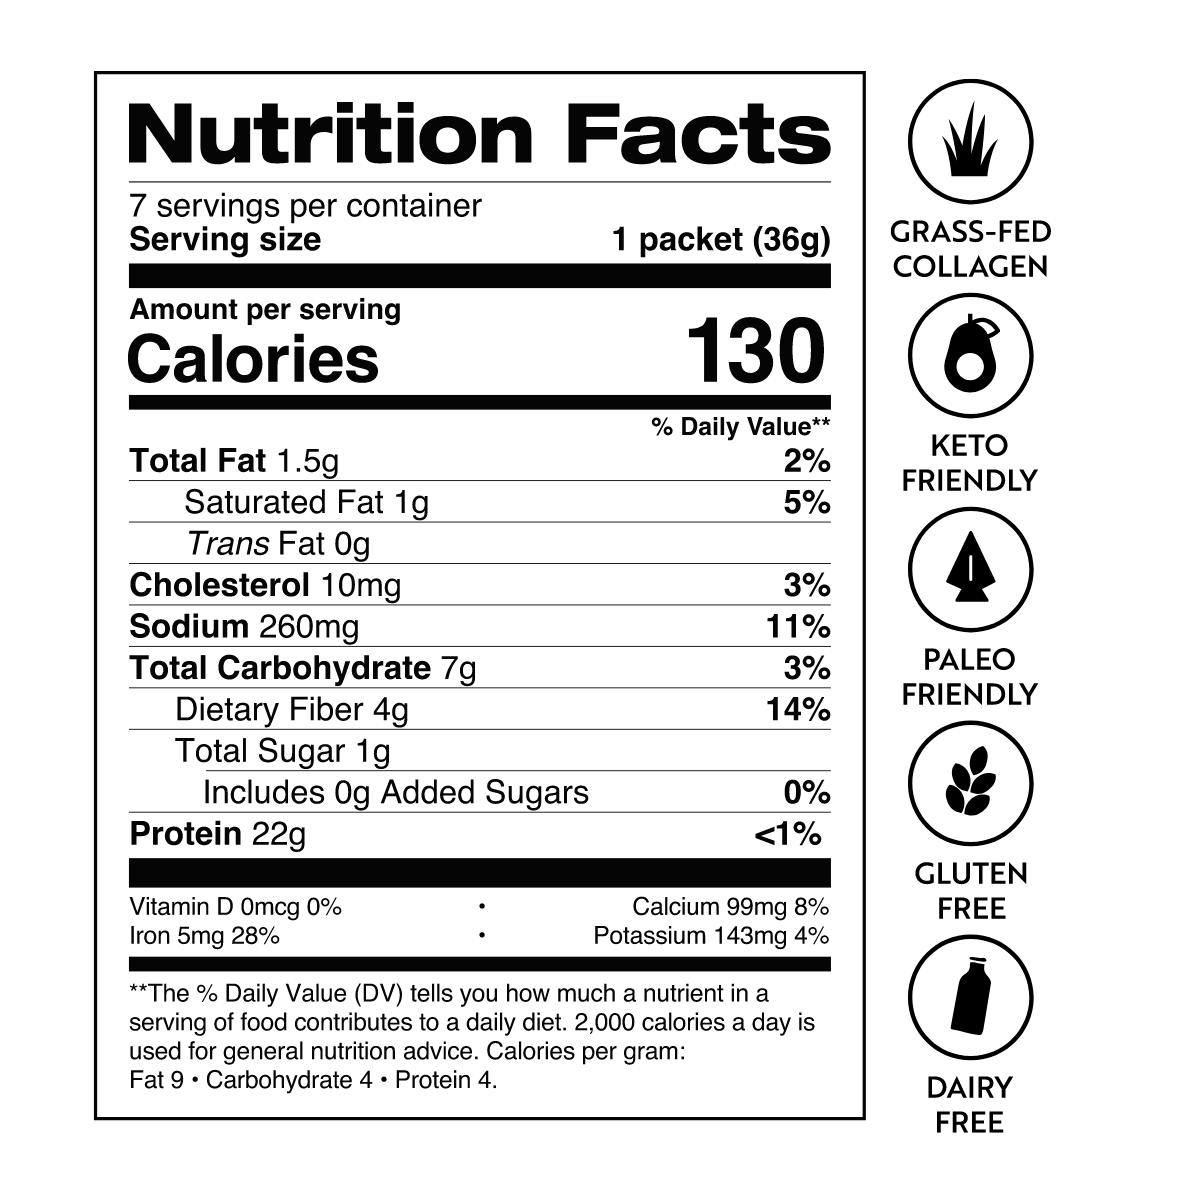 Nutrition Facts
7 servings per container
Serving size 1 packet (36g)
Amount per serving
Calories 130
% Daily Value**
Total Fat 1.5g 2%
Saturated Fat 1g 5%
Trans Fat 0g
Cholesterol 10mg 3%
Sodium 260mg 11%
Total Carbohydrate 7g 3%
Dietary Fiber 4g 14%
Total Sugar 1g
Includes 0g Added Sugars 0%
Protein 22g <1%
Vitamin D 0mcg 0% • Calcium 99mg 8%
Iron 5mg 28% • Potassium 143mg 4%
**The % Daily Value (DV) tells you how much a nutrient in a
serving of food contributes to a daily diet. 2,000 calories a day is
used for general nutrition advice. Calories per gram:
Fat 9 • Carbohydrate 4 • Protein 4.
GRASS-FED
COLLAGEN
KETO
FRIENDLY
PALEO
FRIENDLY
GLUTEN
FREE
DAIRY
FREE